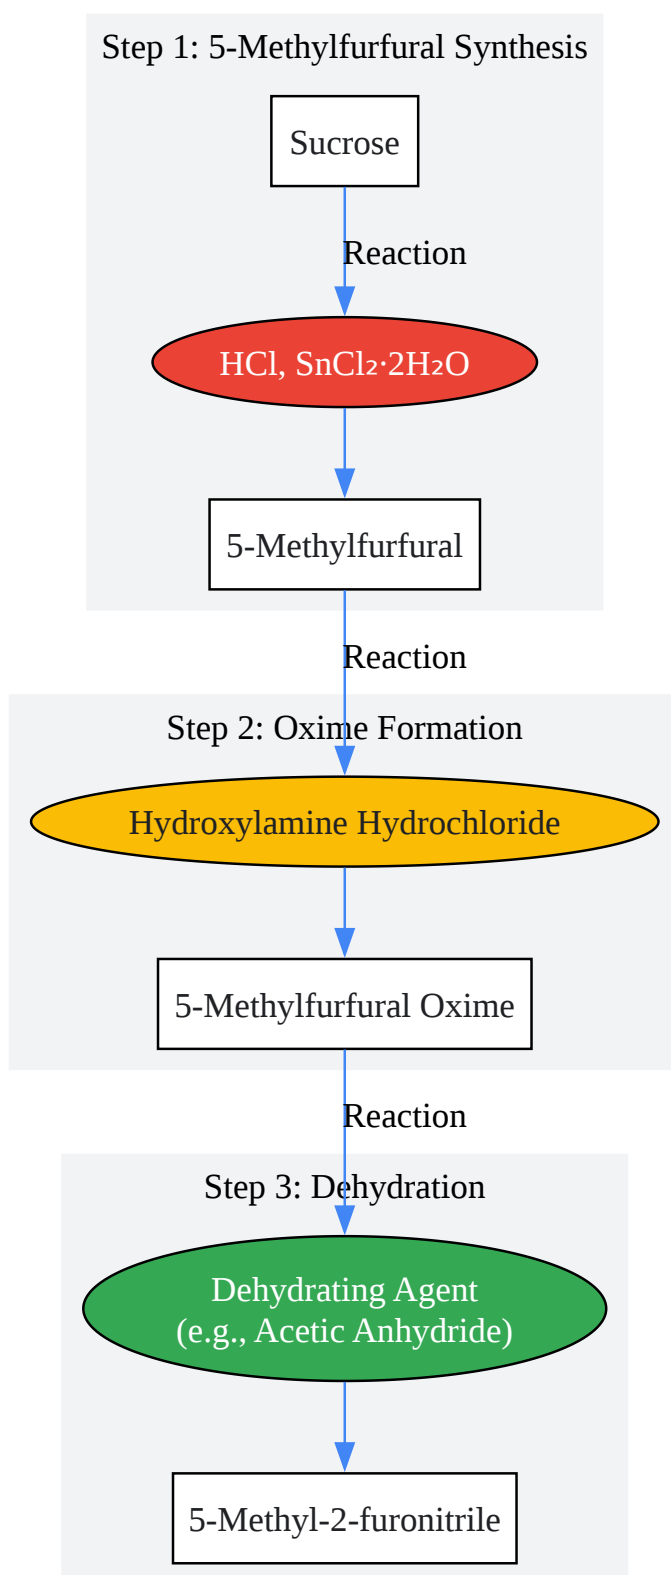 Step 1: 5-Methylfurfural Synthesis
Sucrose
Reaction
HCl, SnCl₂·2H₂O
5-Methylfurfural
Reaction
Step 2: Oxime Formation
Hydroxylamine Hydrochloride
5-Methylfurfural Oxime
Reaction
Step 3: Dehydration
Dehydrating Agent
(e.g., Acetic Anhydride)
5-Methyl-2-furonitrile